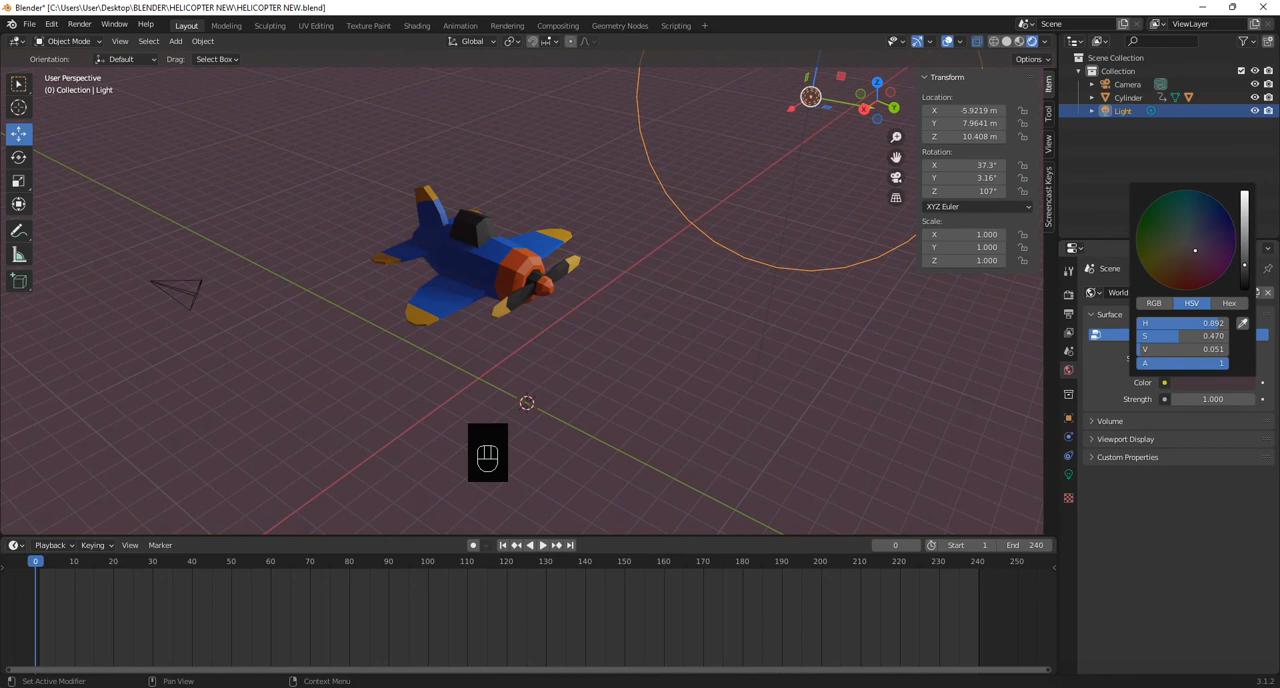 Blender* [C:\Users\User\Desktop\BLENDER\HELICOPTER NEW\HELICOPTER NEW.blend]
File Edit Render Window Help Layout Modeling Sculpting UV Editing Texture Paint Shading Animation Rendering Compositing Geometry Nodes Scripting + Scene ViewLayer
Object Mode View Select Add Object Global
Orientation: Default Drag: Select Box Options
User Perspective
(0) Collection | Light
Transform
Location:
X -5.9219 m
Y 7.9641 m
Z 10.408 m
Rotation:
X 37.3°
Y 3.16°
Z 107°
XYZ Euler
Scale:
X 1.000
Y 1.000
Z 1.000
Item
Tool
View
Screencast Keys
Z
Y
X
Scene Collection
Collection
Camera
Cylinder
Light
Scene
World
Surface
RGB HSV Hex
H 0.892
S 0.470
V 0.051
A 1
Color
Strength 1.000
Volume
Viewport Display
Custom Properties
Playback Keying View Marker 0 Start 1 End 240
0 10 20 30 40 50 60 70 80 90 100 110 120 130 140 150 160 170 180 190 200 210 220 230 240 250
Set Active Modifier Pan View Context Menu 3.1.2